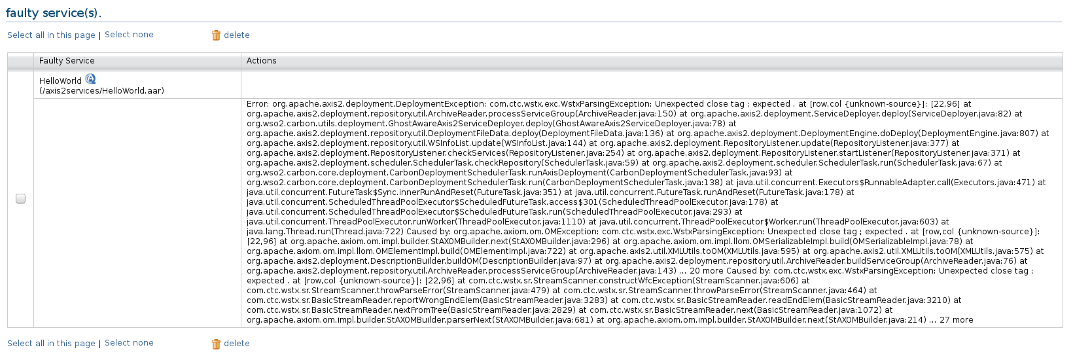 faulty service(s).
Select all in this page | Select none delete
Faulty Service Actions
HelloWorld
(/axis2services/HelloWorld.aar)
Error: org.apache.axis2.deployment.DeploymentException: com.ctc.wstx.exc.WstxParsingException: Unexpected close tag ; expected . at [row,col {unknown-source}]: [22,96] at
org.apache.axis2.deployment.repository.util.ArchiveReader.processServiceGroup(ArchiveReader.java:150) at org.apache.axis2.deployment.ServiceDeployer.deploy(ServiceDeployer.java:82) at
org.wso2.carbon.utils.deployment.GhostAwareAxis2ServiceDeployer.deploy(GhostAwareAxis2ServiceDeployer.java:78) at
org.apache.axis2.deployment.repository.util.DeploymentFileData.deploy(DeploymentFileData.java:136) at org.apache.axis2.deployment.DeploymentEngine.doDeploy(DeploymentEngine.java:807) at
org.apache.axis2.deployment.repository.util.WSInfoList.update(WSInfoList.java:144) at org.apache.axis2.deployment.RepositoryListener.update(RepositoryListener.java:377) at
org.apache.axis2.deployment.RepositoryListener.checkServices(RepositoryListener.java:254) at org.apache.axis2.deployment.RepositoryListener.startListener(RepositoryListener.java:371) at
org.apache.axis2.deployment.scheduler.SchedulerTask.checkRepository(SchedulerTask.java:59) at org.apache.axis2.deployment.scheduler.SchedulerTask.run(SchedulerTask.java:67) at
org.wso2.carbon.core.deployment.CarbonDeploymentSchedulerTask.runAxisDeployment(CarbonDeploymentSchedulerTask.java:93) at
org.wso2.carbon.core.deployment.CarbonDeploymentSchedulerTask.run(CarbonDeploymentSchedulerTask.java:138) at java.util.concurrent.Executors$RunnableAdapter.call(Executors.java:471) at
java.util.concurrent.FutureTask$Sync.innerRunAndReset(FutureTask.java:351) at java.util.concurrent.FutureTask.runAndReset(FutureTask.java:178) at
java.util.concurrent.ScheduledThreadPoolExecutor$ScheduledFutureTask.access$301(ScheduledThreadPoolExecutor.java:178) at
java.util.concurrent.ScheduledThreadPoolExecutor$ScheduledFutureTask.run(ScheduledThreadPoolExecutor.java:293) at
java.util.concurrent.ThreadPoolExecutor.runWorker(ThreadPoolExecutor.java:1110) at java.util.concurrent.ThreadPoolExecutor$Worker.run(ThreadPoolExecutor.java:603) at
java.lang.Thread.run(Thread.java:722) Caused by: org.apache.axiom.om.OMException: com.ctc.wstx.exc.WstxParsingException: Unexpected close tag ; expected . at [row,col {unknown-source}]:
[22,96] at org.apache.axiom.om.impl.builder.StAXOMBuilder.next(StAXOMBuilder.java:296) at org.apache.axiom.om.impl.llom.OMSerializableImpl.build(OMSerializableImpl.java:78) at
org.apache.axiom.om.impl.llom.OMElementImpl.build(OMElementImpl.java:722) at org.apache.axis2.util.XMLUtils.toOM(XMLUtils.java:595) at org.apache.axis2.util.XMLUtils.toOM(XMLUtils.java:575) at
org.apache.axis2.deployment.DescriptionBuilder.buildOM(DescriptionBuilder.java:97) at org.apache.axis2.deployment.repository.util.ArchiveReader.buildServiceGroup(ArchiveReader.java:76) at
org.apache.axis2.deployment.repository.util.ArchiveReader.processServiceGroup(ArchiveReader.java:143) ... 20 more Caused by: com.ctc.wstx.exc.WstxParsingException: Unexpected close tag ;
expected . at [row,col {unknown-source}]: [22,96] at com.ctc.wstx.sr.StreamScanner.constructWfcException(StreamScanner.java:606) at
com.ctc.wstx.sr.StreamScanner.throwParseError(StreamScanner.java:479) at com.ctc.wstx.sr.StreamScanner.throwParseError(StreamScanner.java:464) at
com.ctc.wstx.sr.BasicStreamReader.reportWrongEndElem(BasicStreamReader.java:3283) at com.ctc.wstx.sr.BasicStreamReader.readEndElem(BasicStreamReader.java:3210) at
com.ctc.wstx.sr.BasicStreamReader.nextFromTree(BasicStreamReader.java:2829) at com.ctc.wstx.sr.BasicStreamReader.next(BasicStreamReader.java:1072) at
org.apache.axiom.om.impl.builder.StAXOMBuilder.parserNext(StAXOMBuilder.java:681) at org.apache.axiom.om.impl.builder.StAXOMBuilder.next(StAXOMBuilder.java:214) ... 27 more
Select all in this page | Select none delete